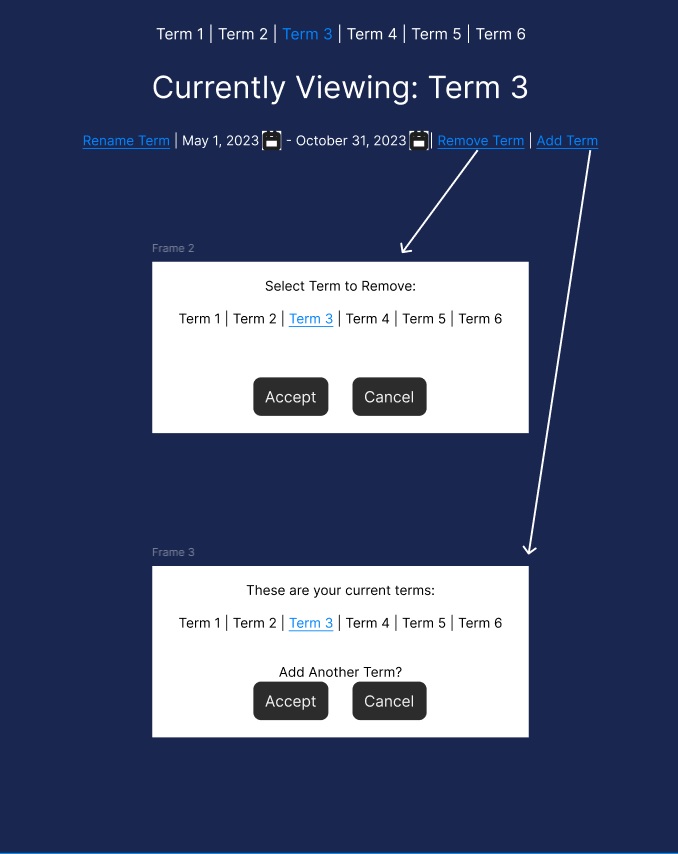 Term 1 | Term 2 | Term 3 | Term 4 | Term 5 | Term 6
Currently Viewing: Term 3
Rename Term | May 1, 2023 - October 31, 2023 | Remove Term | Add Term
Frame 2
Select Term to Remove:
Term 1 | Term 2 | Term 3 | Term 4 | Term 5 | Term 6
Accept Cancel
Frame 3
These are your current terms:
Term 1 | Term 2 | Term 3 | Term 4 | Term 5 | Term 6
Add Another Term?
Accept Cancel